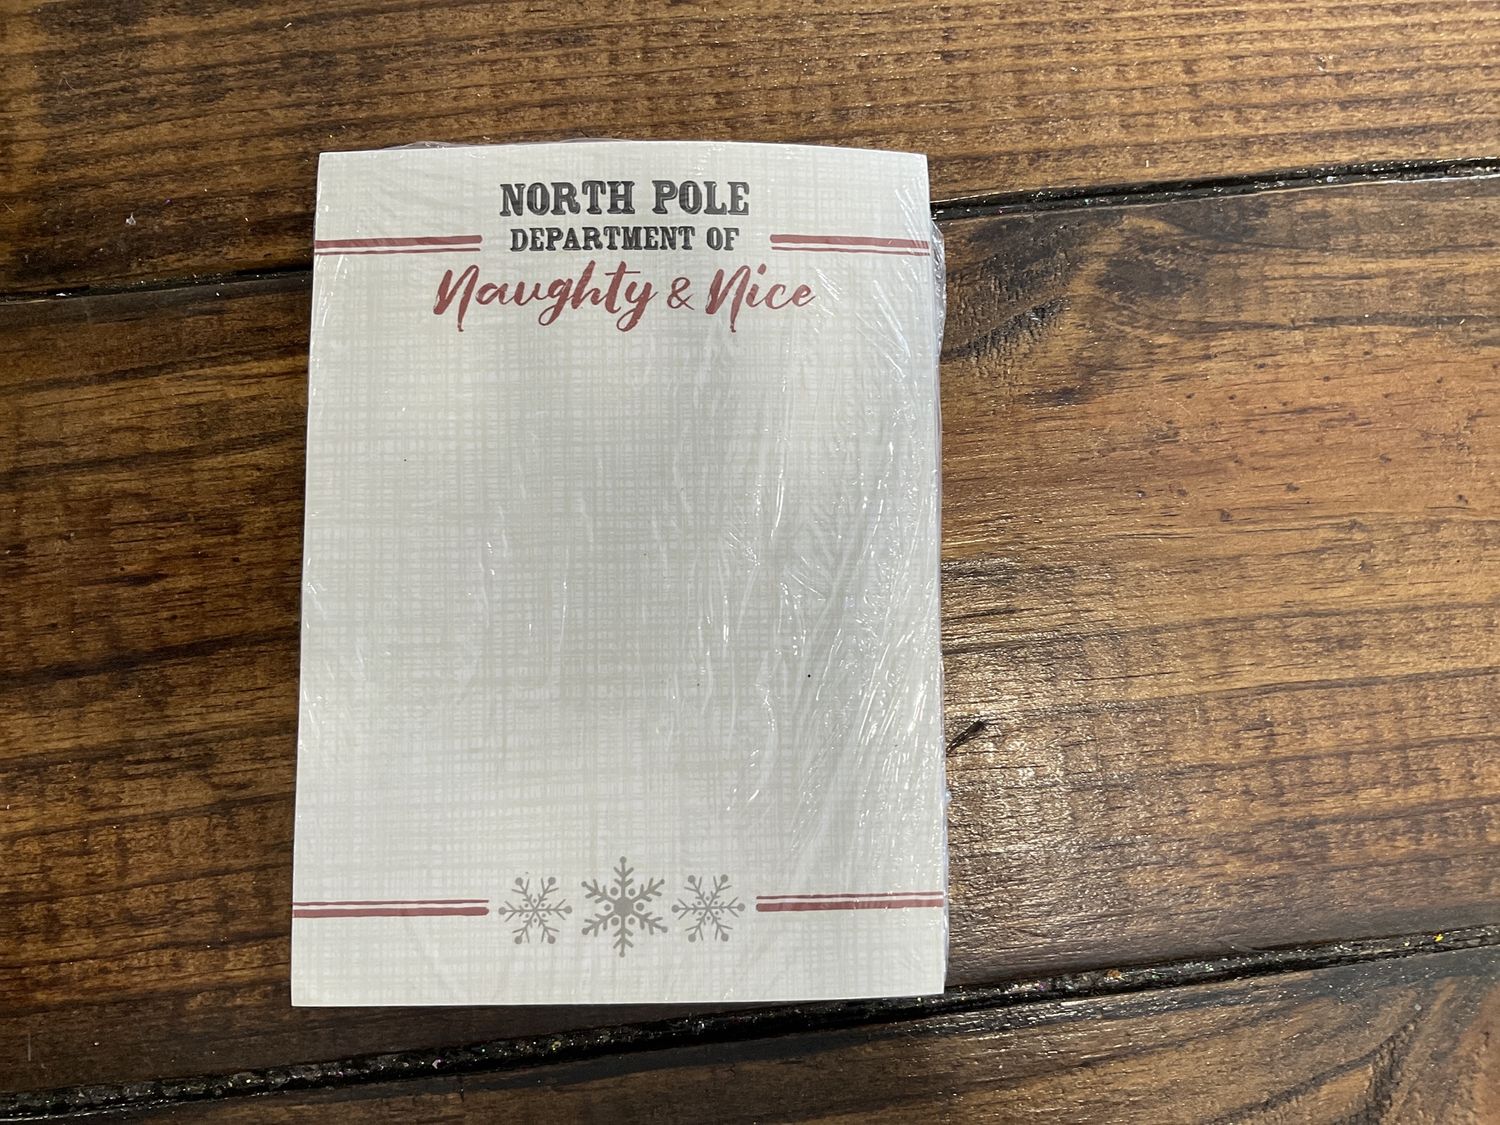 NORTH POLE
DEPARTMENT OF
Naughty & Nice